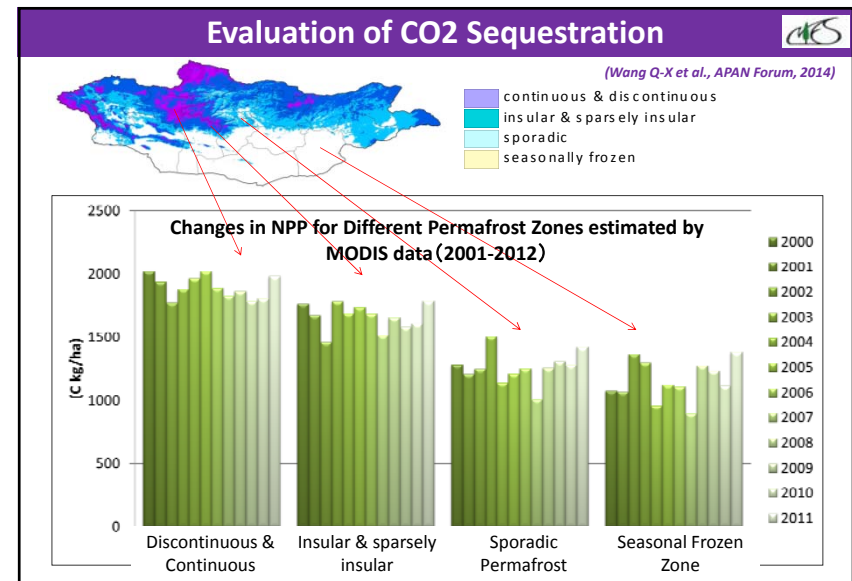 Evaluation of CO2 Sequestration
(Wang Q-X et al., APAN Forum, 2014)
continuous & discontinuous
insular & sparsely insular
sporadic
seasonally frozen
Changes in NPP for Different Permafrost Zones estimated by
MODIS data(2001-2012)
(C kg/ha)
2500
2000
1500
1000
500
0
Discontinuous &
Continuous
Insular & sparsely
insular
Sporadic
Permafrost
Seasonal Frozen
Zone
2000
2001
2002
2003
2004
2005
2006
2007
2008
2009
2010
2011